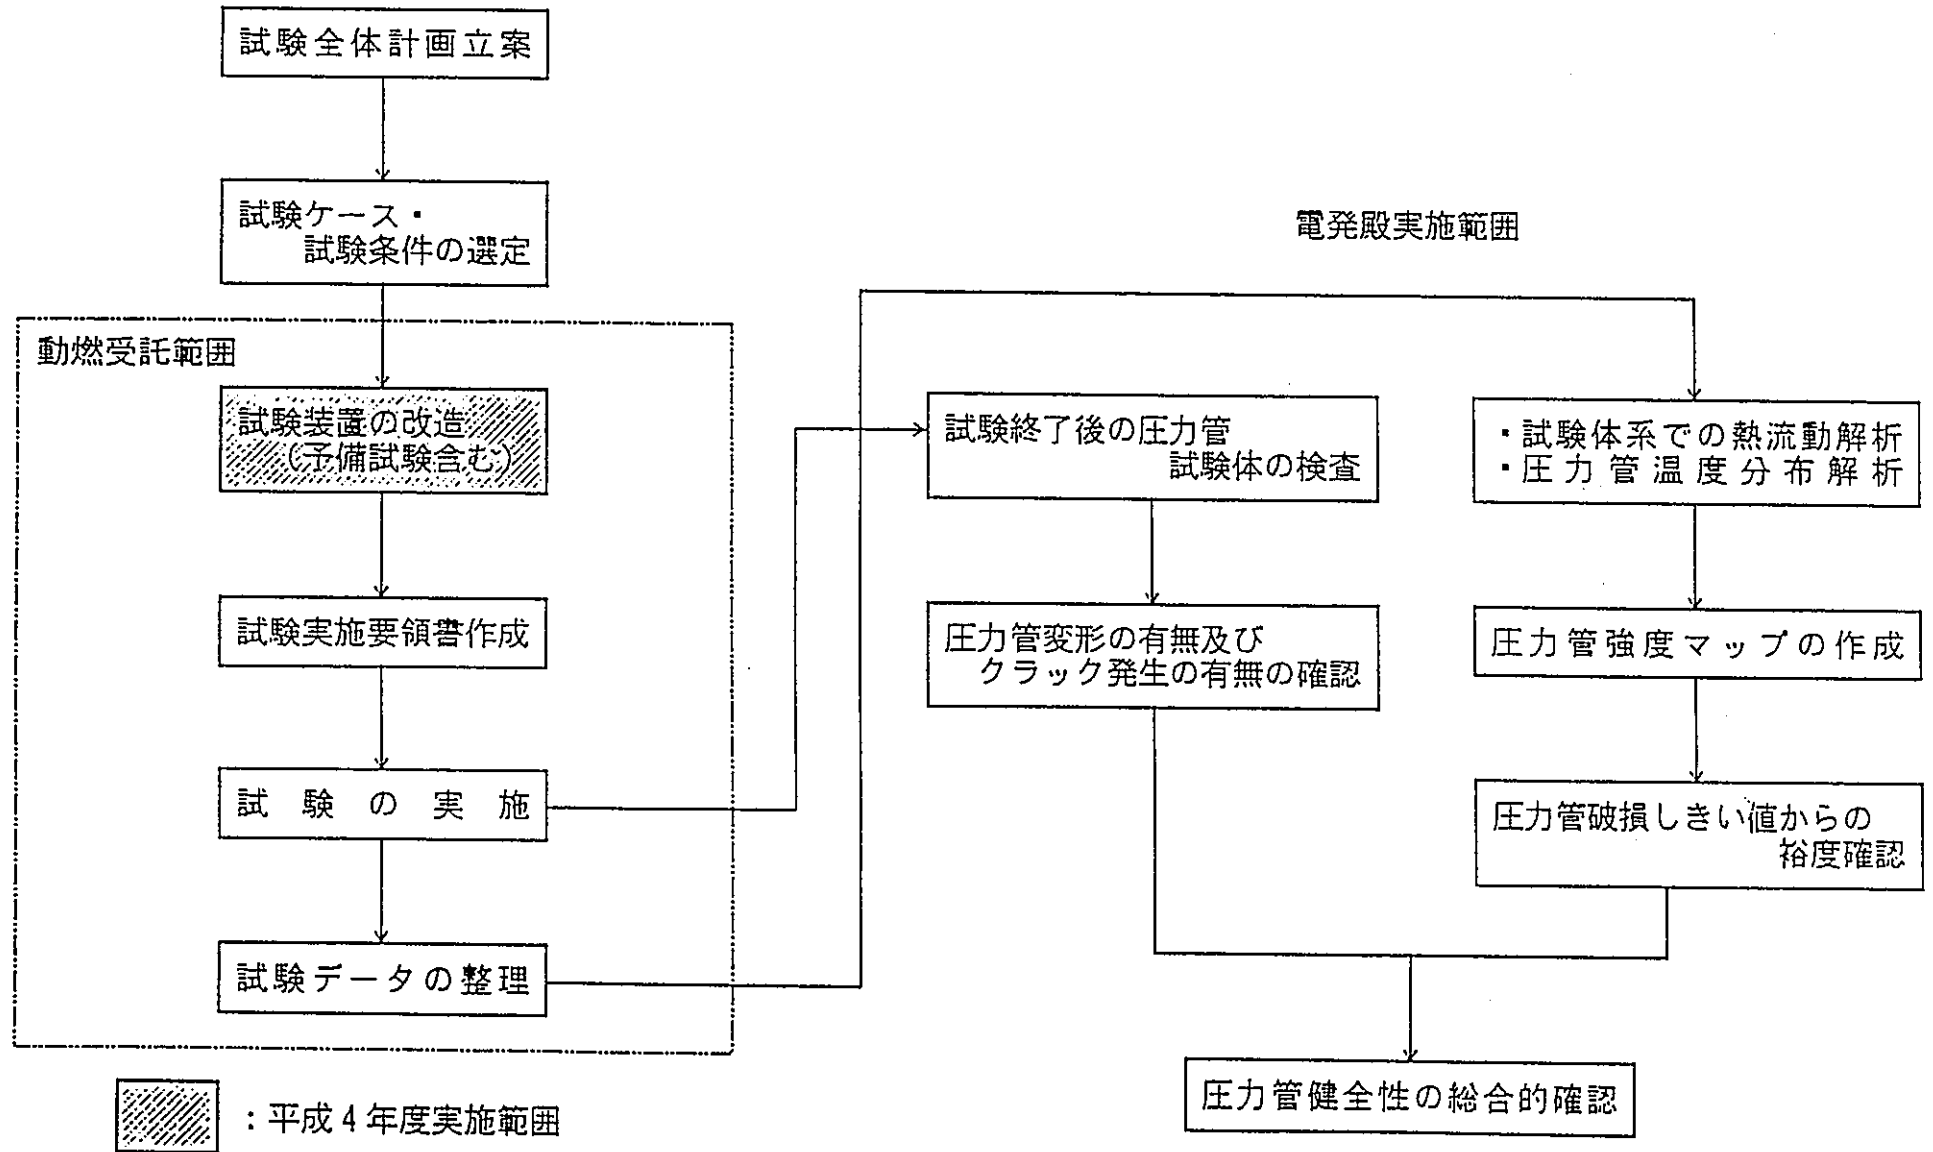 試験全体計画立案
試験ケース・
試験条件の選定
動燃受託範囲
試験装置の改造
(予備試験含む)
試験実施要領書作成
試験の実施
試験データの整理
電発殿実施範囲
試験終了後の圧力管
試験体の検査
圧力管変形の有無及び
クラック発生の有無の確認
・試験体系での熱流動解析
・圧力管温度分布解析
圧力管強度マップの作成
圧力管破損しきい値からの
裕度確認
圧力管健全性の総合的確認
：平成4年度実施範囲